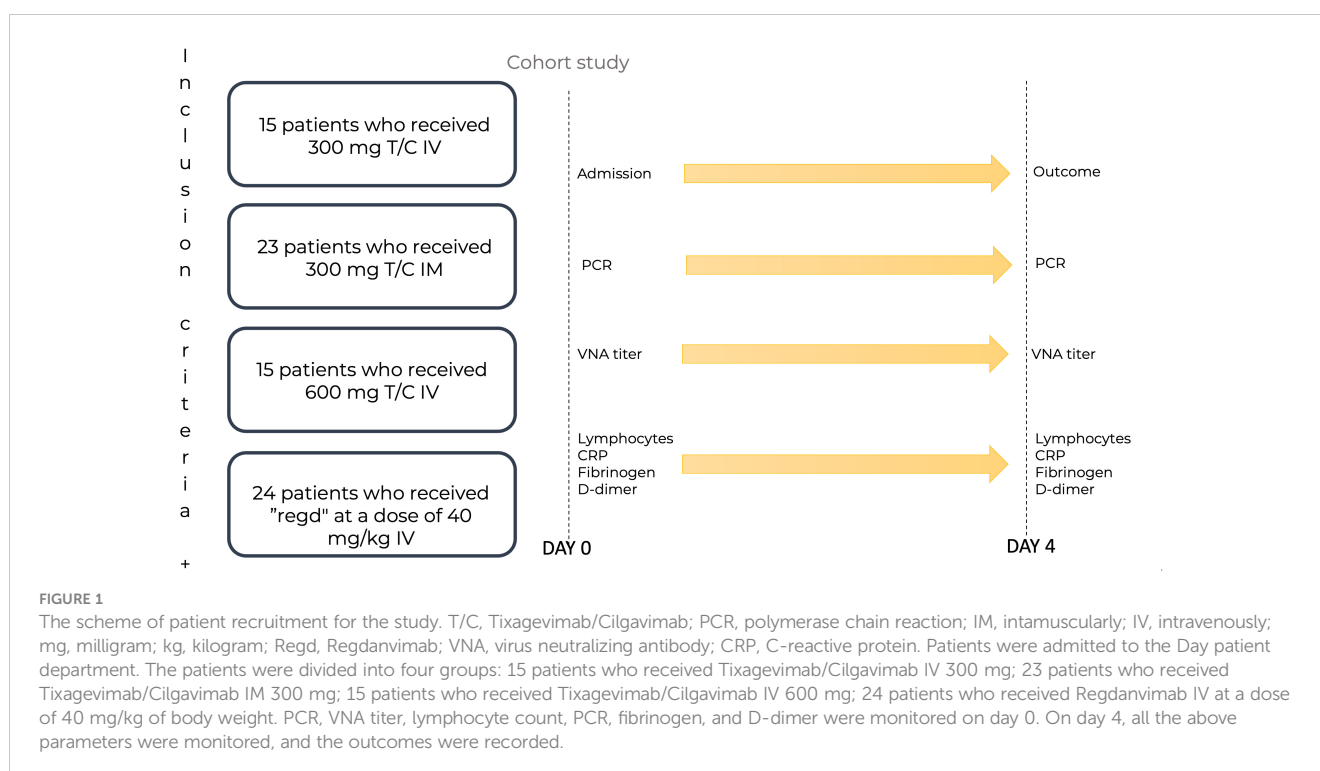 Inclusion criteria +
Cohort study
15 patients who received
300 mg T/C IV
23 patients who received
300 mg T/C IM
15 patients who received
600 mg T/C IV
24 patients who received
”regd" at a dose of 40
mg/kg IV
Admission
Outcome
PCR
PCR
VNA titer
VNA titer
Lymphocytes
CRP
Fibrinogen
D-dimer
Lymphocytes
CRP
Fibrinogen
D-dimer
DAY 0
DAY 4
FIGURE 1
The scheme of patient recruitment for the study. T/C, Tixagevimab/Cilgavimab; PCR, polymerase chain reaction; IM, intamuscularly; IV, intravenously;
mg, milligram; kg, kilogram; Regd, Regdanvimab; VNA, virus neutralizing antibody; CRP, C-reactive protein. Patients were admitted to the Day patient
department. The patients were divided into four groups: 15 patients who received Tixagevimab/Cilgavimab IV 300 mg; 23 patients who received
Tixagevimab/Cilgavimab IM 300 mg; 15 patients who received Tixagevimab/Cilgavimab IV 600 mg; 24 patients who received Regdanvimab IV at a dose
of 40 mg/kg of body weight. PCR, VNA titer, lymphocyte count, PCR, fibrinogen, and D-dimer were monitored on day 0. On day 4, all the above
parameters were monitored, and the outcomes were recorded.